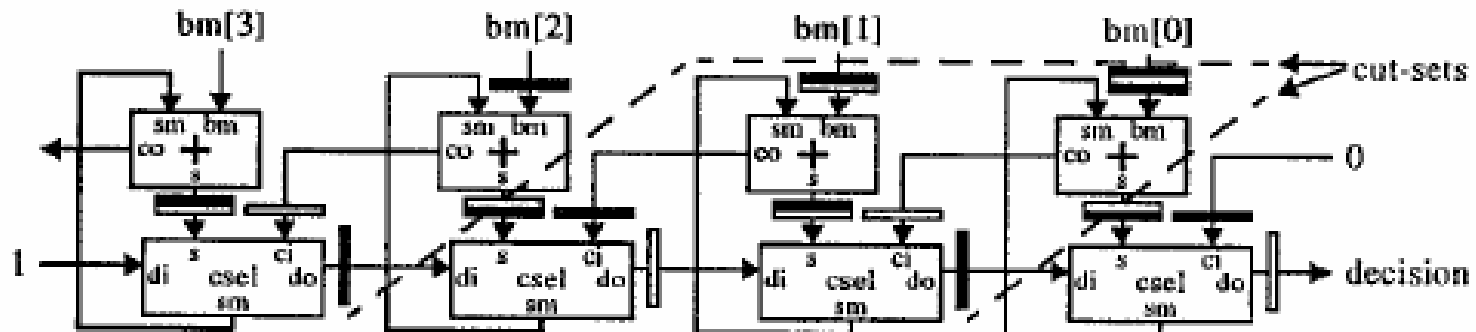 bm[3] bm[2] bm[1] bm[0]
cut-sets
sm bm sm bm sm bm sm bm
co + co + co + co + 0
s s s s
s ci s ci s ci s ci
1 di csel do di csel do di csel do di csel do decision
sm sm sm sm